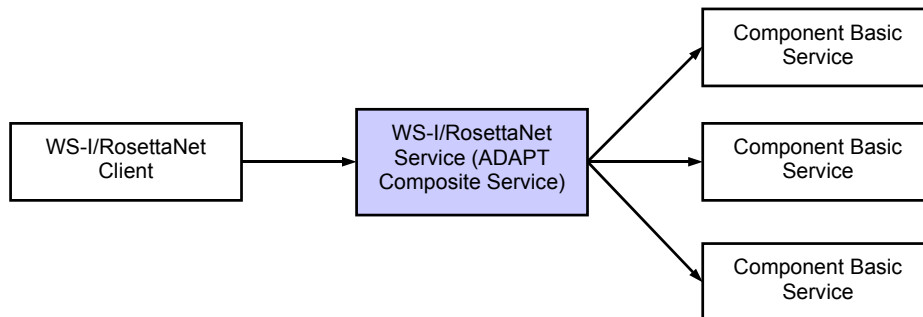 WS-I/RosettaNet
Client
WS-I/RosettaNet
Service (ADAPT
Composite Service)
Component Basic
Service
Component Basic
Service
Component Basic
Service